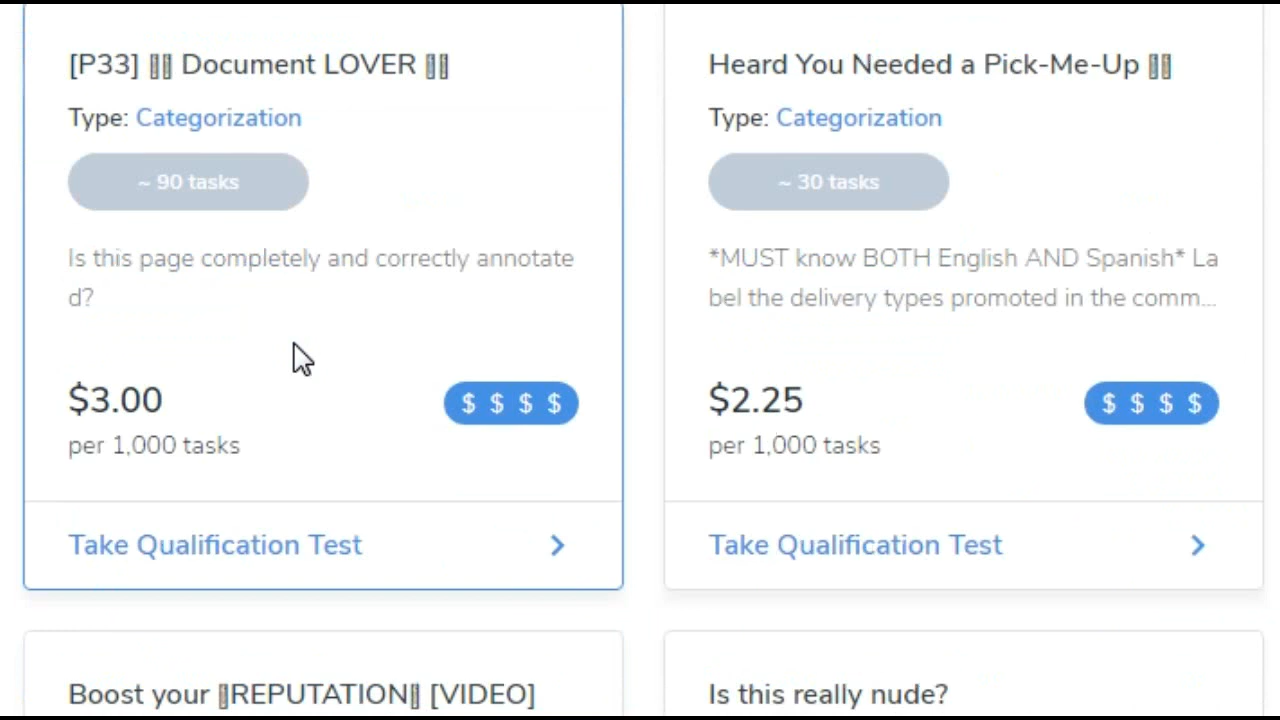 [P33] Document LOVER
Type: Categorization
~ 90 tasks
Is this page completely and correctly annotate
d?
$3.00
$ $ $ $
per 1,000 tasks
Take Qualification Test
Heard You Needed a Pick-Me-Up
Type: Categorization
~ 30 tasks
*MUST know BOTH English AND Spanish* La
bel the delivery types promoted in the comm...
$2.25
$ $ $ $
per 1,000 tasks
Take Qualification Test
Boost your REPUTATION [VIDEO]
Is this really nude?